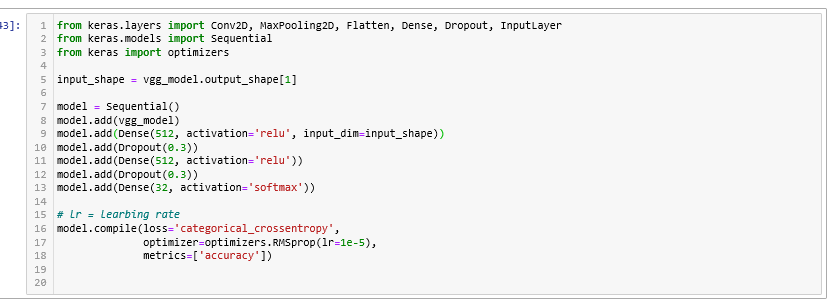 43]:
1 from keras.layers import Conv2D, MaxPooling2D, Flatten, Dense, Dropout, InputLayer
2 from keras.models import Sequential
3 from keras import optimizers
4
5 input_shape = vgg_model.output_shape[1]
6
7 model = Sequential()
8 model.add(vgg_model)
9 model.add(Dense(512, activation='relu', input_dim=input_shape))
10 model.add(Dropout(0.3))
11 model.add(Dense(512, activation='relu'))
12 model.add(Dropout(0.3))
13 model.add(Dense(32, activation='softmax'))
14
15 # lr = learbing rate
16 model.compile(loss='categorical_crossentropy',
17 optimizer=optimizers.RMSprop(lr=1e-5),
18 metrics=['accuracy'])
19
20